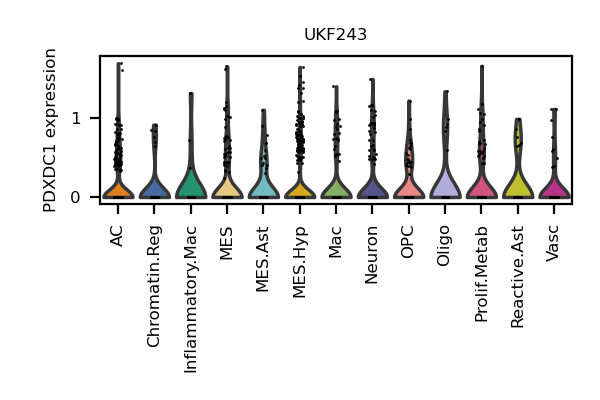 UKF243
PDXDC1 expression
1
0
AC
Chromatin.Reg
Inflammatory.Mac
MES
MES.Ast
MES.Hyp
Mac
Neuron
OPC
Oligo
Prolif.Metab
Reactive.Ast
Vasc